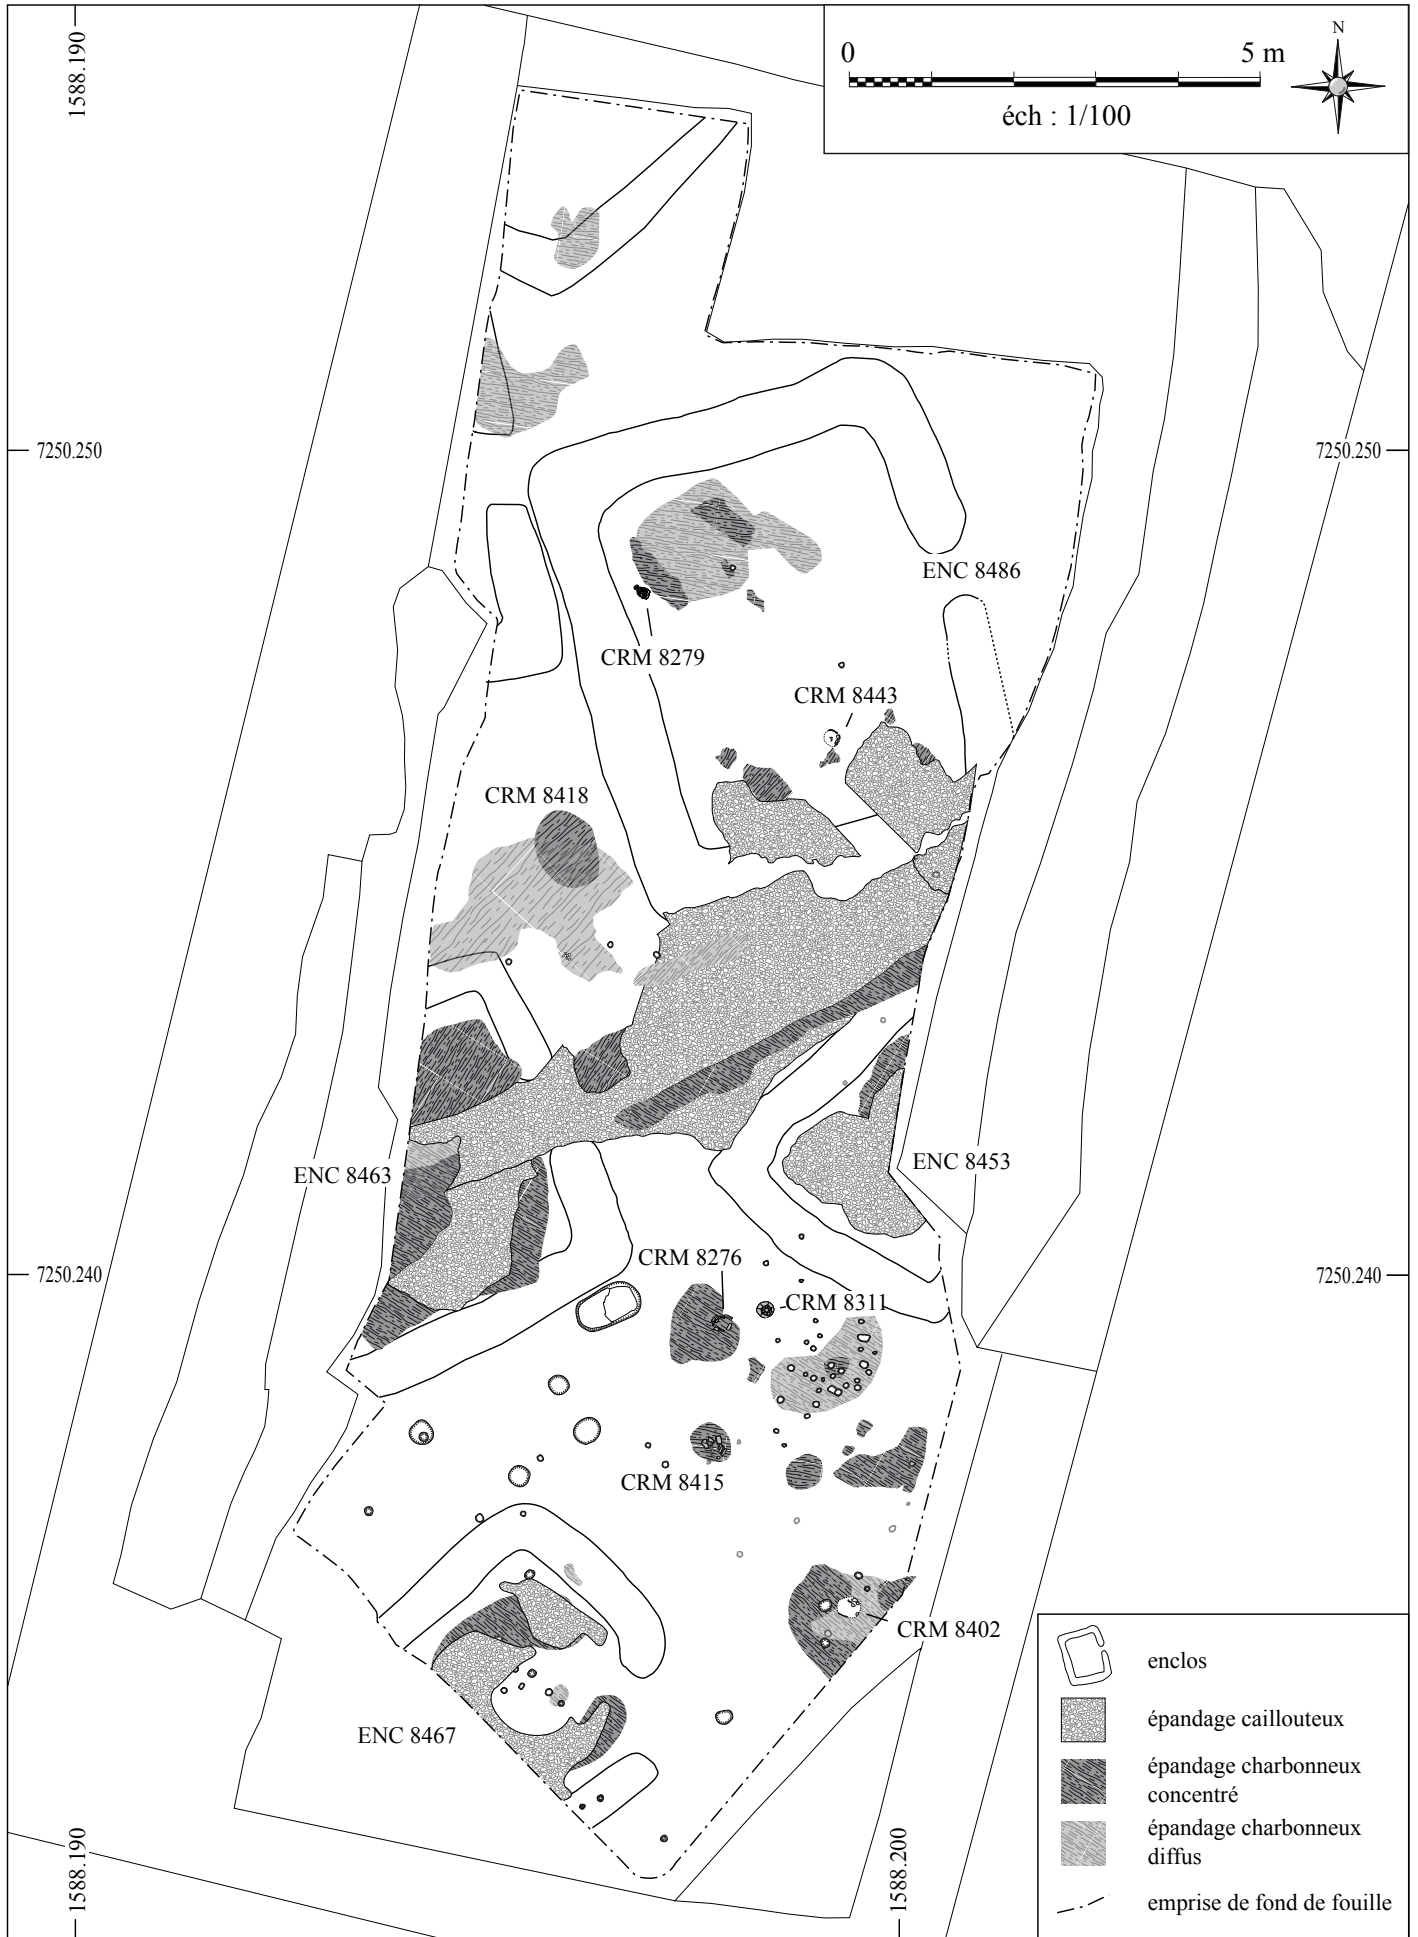 1588.190
0
5 m
N
éch : 1/100
7250.250
7250.250
ENC 8486
CRM 8279
CRM 8443
CRM 8418
ENC 8463
ENC 8453
CRM 8276
7250.240
7250.240
CRM 8311
CRM 8415
CRM 8402
ENC 8467
enclos
épandage caillouteux
épandage charbonneux
concentré
épandage charbonneux
diffus
emprise de fond de fouille
1588.190
1588.200